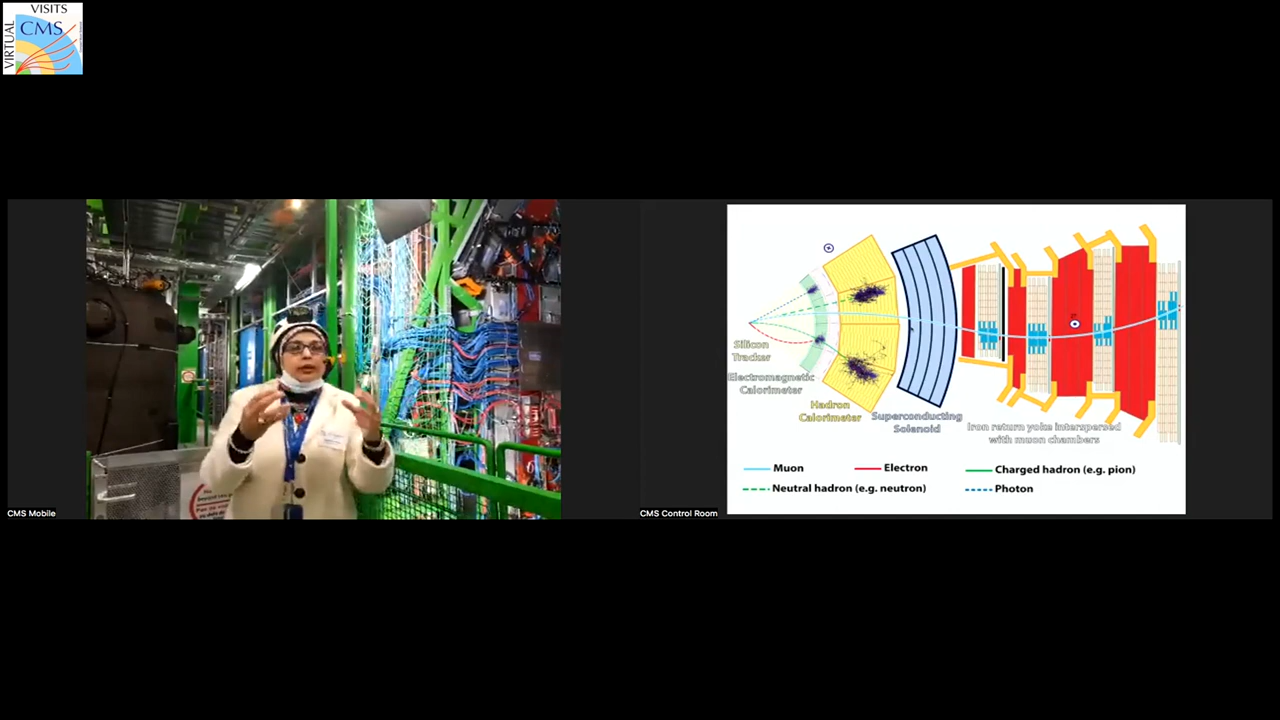 VISITS
CMS
VIRTUAL
Silicon
Tracker
Electromagnetic
Calorimeter
Hadron
Calorimeter
Superconducting
Solenoid
Iron return yoke interspersed
with muon chambers
Muon
Electron
Charged hadron (e.g. pion)
Neutral hadron (e.g. neutron)
Photon
CMS Mobile
CMS Control Room